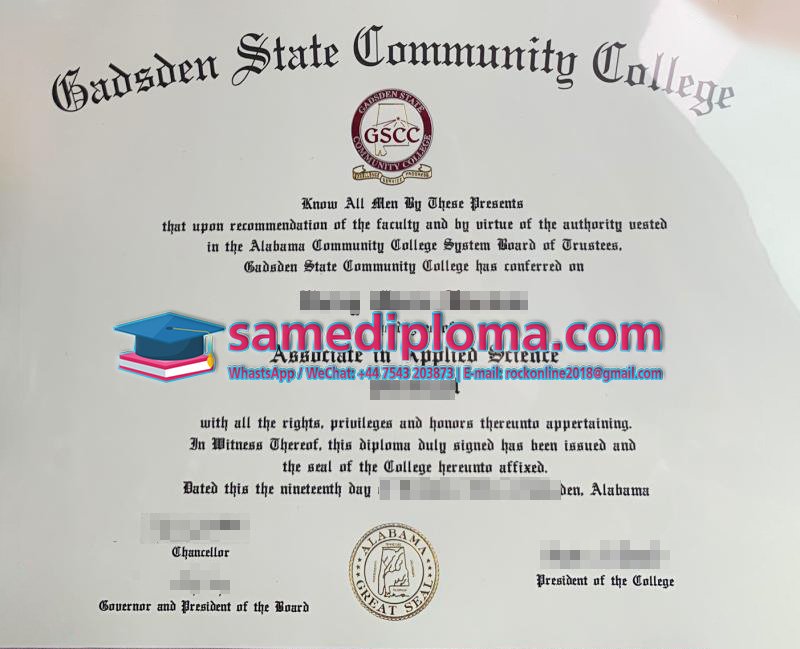 Gadsden State Community College
GADSDEN STATE
GSCC
COMMUNITY COLLEGE
Know All Men By These Presents
that upon recommendation of the faculty and by virtue of the authority vested
in the Alabama Community College System Board of Trustees,
Gadsden State Community College has conferred on
samediploma.com
Associate in Applied Science
WhastsApp / WeChat: +44 7543 203873 | E-mail: rockonline2018@gmail.com
with all the rights, privileges and honors thereunto appertaining.
In Witness Thereof, this diploma duly signed has been issued and
the seal of the College hereunto affixed.
Dated this the nineteenth day den, Alabama
Chancellor
President of the College
Governor and President of the Board
ALABAMA
GREAT SEAL